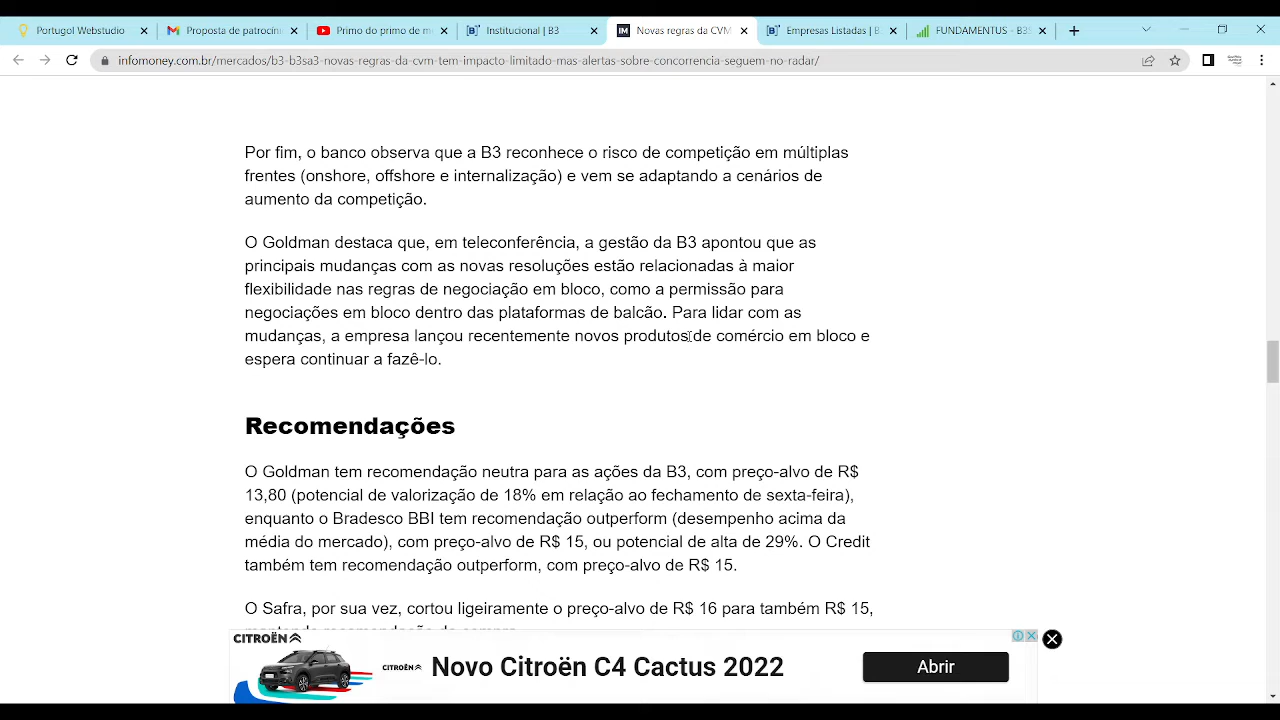 Portugol Webstudio
Proposta de patrocín
Primo do primo de m
Institucional | B3
Novas regras da CVM
Empresas Listadas | B
FUNDAMENTUS - B3S
infomoney.com.br/mercados/b3-b3sa3-novas-regras-da-cvm-tem-impacto-limitado-mas-alertas-sobre-concorrencia-seguem-no-radar/
Por fim, o banco observa que a B3 reconhece o risco de competição em múltiplas
frentes (onshore, offshore e internalização) e vem se adaptando a cenários de
aumento da competição.
O Goldman destaca que, em teleconferência, a gestão da B3 apontou que as
principais mudanças com as novas resoluções estão relacionadas à maior
flexibilidade nas regras de negociação em bloco, como a permissão para
negociações em bloco dentro das plataformas de balcão. Para lidar com as
mudanças, a empresa lançou recentemente novos produtos de comércio em bloco e
espera continuar a fazê-lo.
Recomendações
O Goldman tem recomendação neutra para as ações da B3, com preço-alvo de R$
13,80 (potencial de valorização de 18% em relação ao fechamento de sexta-feira),
enquanto o Bradesco BBI tem recomendação outperform (desempenho acima da
média do mercado), com preço-alvo de R$ 15, ou potencial de alta de 29%. O Credit
também tem recomendação outperform, com preço-alvo de R$ 15.
O Safra, por sua vez, cortou ligeiramente o preço-alvo de R$ 16 para também R$ 15,
CITROËN
CITROËN
Novo Citroën C4 Cactus 2022
Abrir